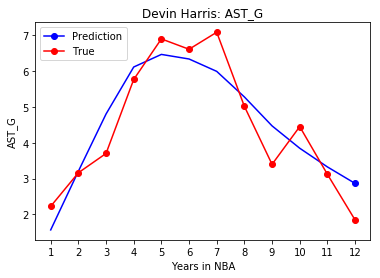 Devin Harris: AST_G
Prediction
True
7
6
5
4
3
2
AST_G
1 2 3 4 5 6 7 8 9 10 11 12
Years in NBA